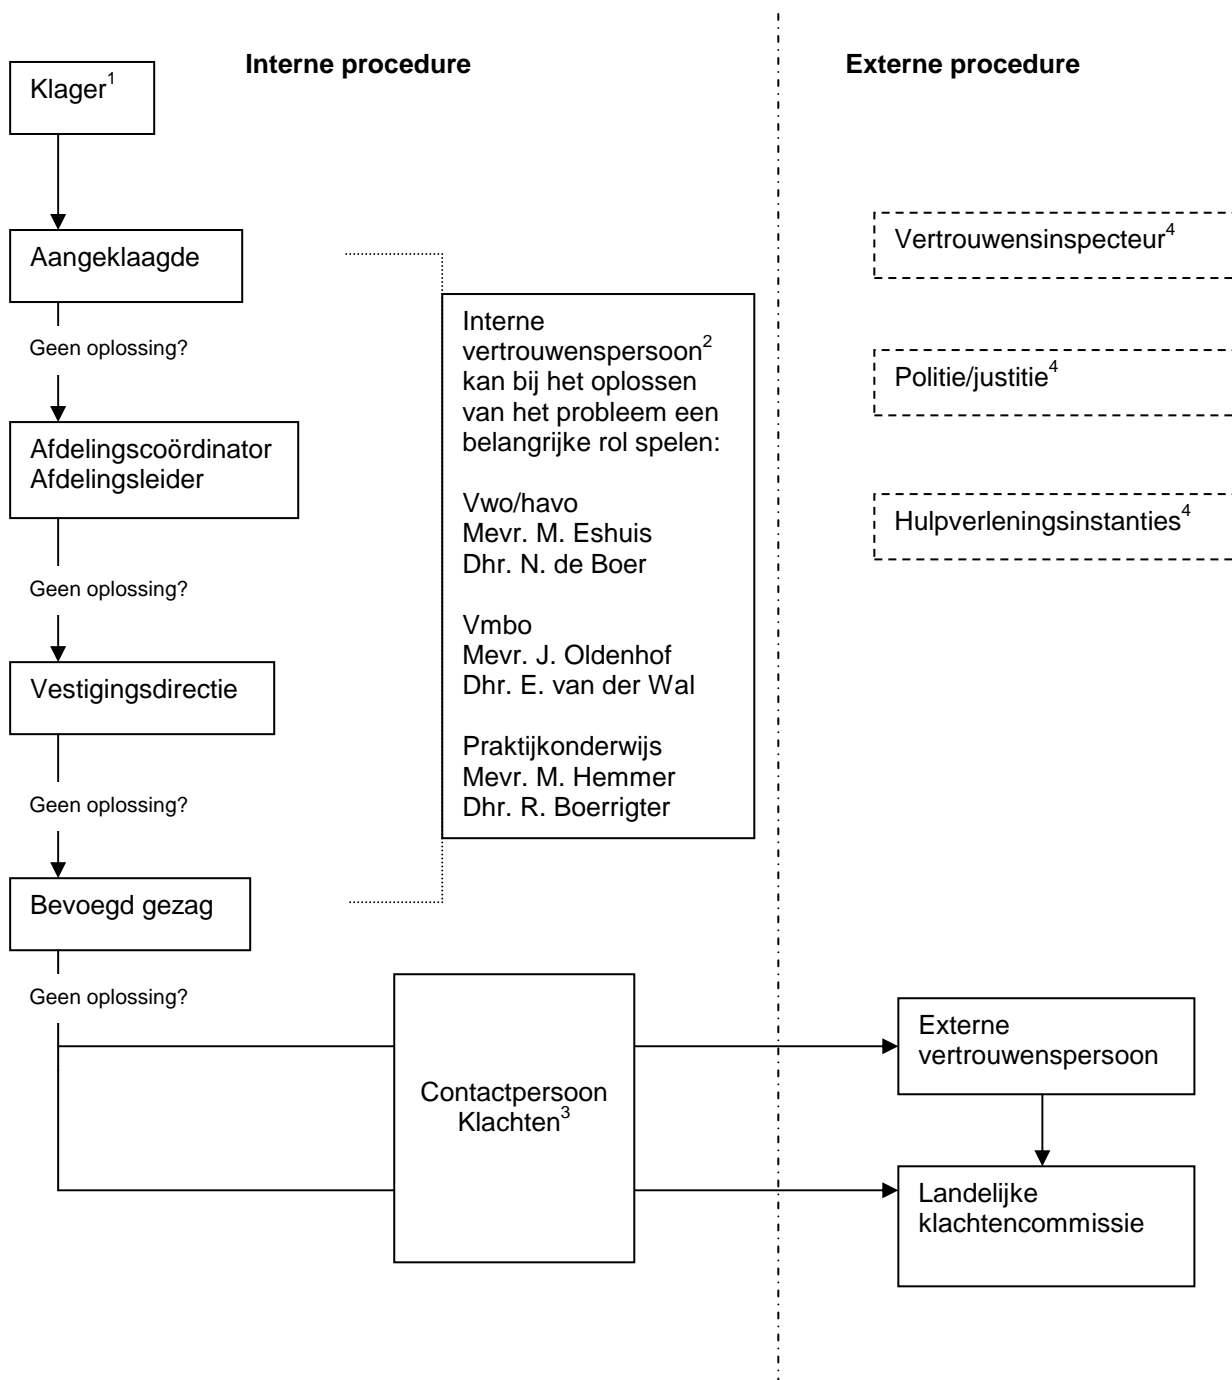 Interne procedure
Externe procedure
Klager¹
Aangeklaagde
Geen oplossing?
Afdelingscoördinator
Afdelingsleider
Geen oplossing?
Vestigingsdirectie
Geen oplossing?
Bevoegd gezag
Geen oplossing?
Interne
vertrouwenspersoon²
kan bij het oplossen
van het probleem een
belangrijke rol spelen:
Vwo/havo
Mevr. M. Eshuis
Dhr. N. de Boer
Vmbo
Mevr. J. Oldenhof
Dhr. E. van der Wal
Praktijkonderwijs
Mevr. M. Hemmer
Dhr. R. Boerrigter
Contactpersoon
Klachten³
Vertrouwensinspecteur⁴
Politie/justitie⁴
Hulpverleningsinstanties⁴
Externe
vertrouwenspersoon
Landelijke
klachtencommissie